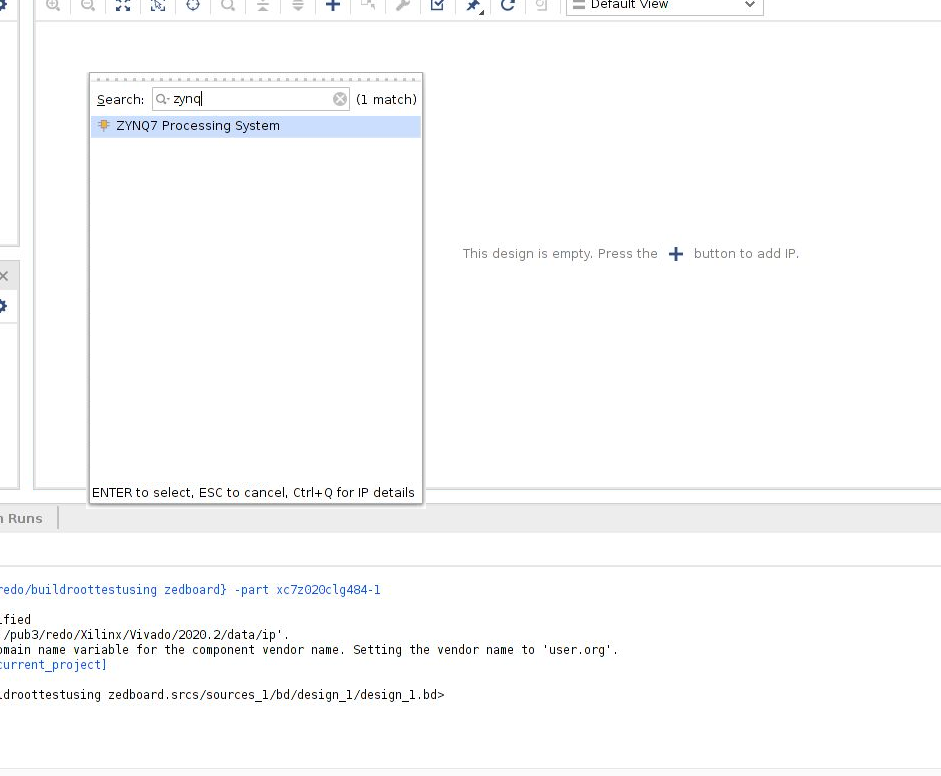 Default View
Search: zynq (1 match)
ZYNQ7 Processing System
This design is empty. Press the button to add IP.
ENTER to select, ESC to cancel, Ctrl+Q for IP details
n Runs
redo/buildroottestusing zedboard} -part xc7z020clg484-1
ified
'/pub3/redo/Xilinx/Vivado/2020.2/data/ip'.
omain name variable for the component vendor name. Setting the vendor name to 'user.org'.
current_project]
ldroottestusing zedboard.srcs/sources_1/bd/design_1/design_1.bd>